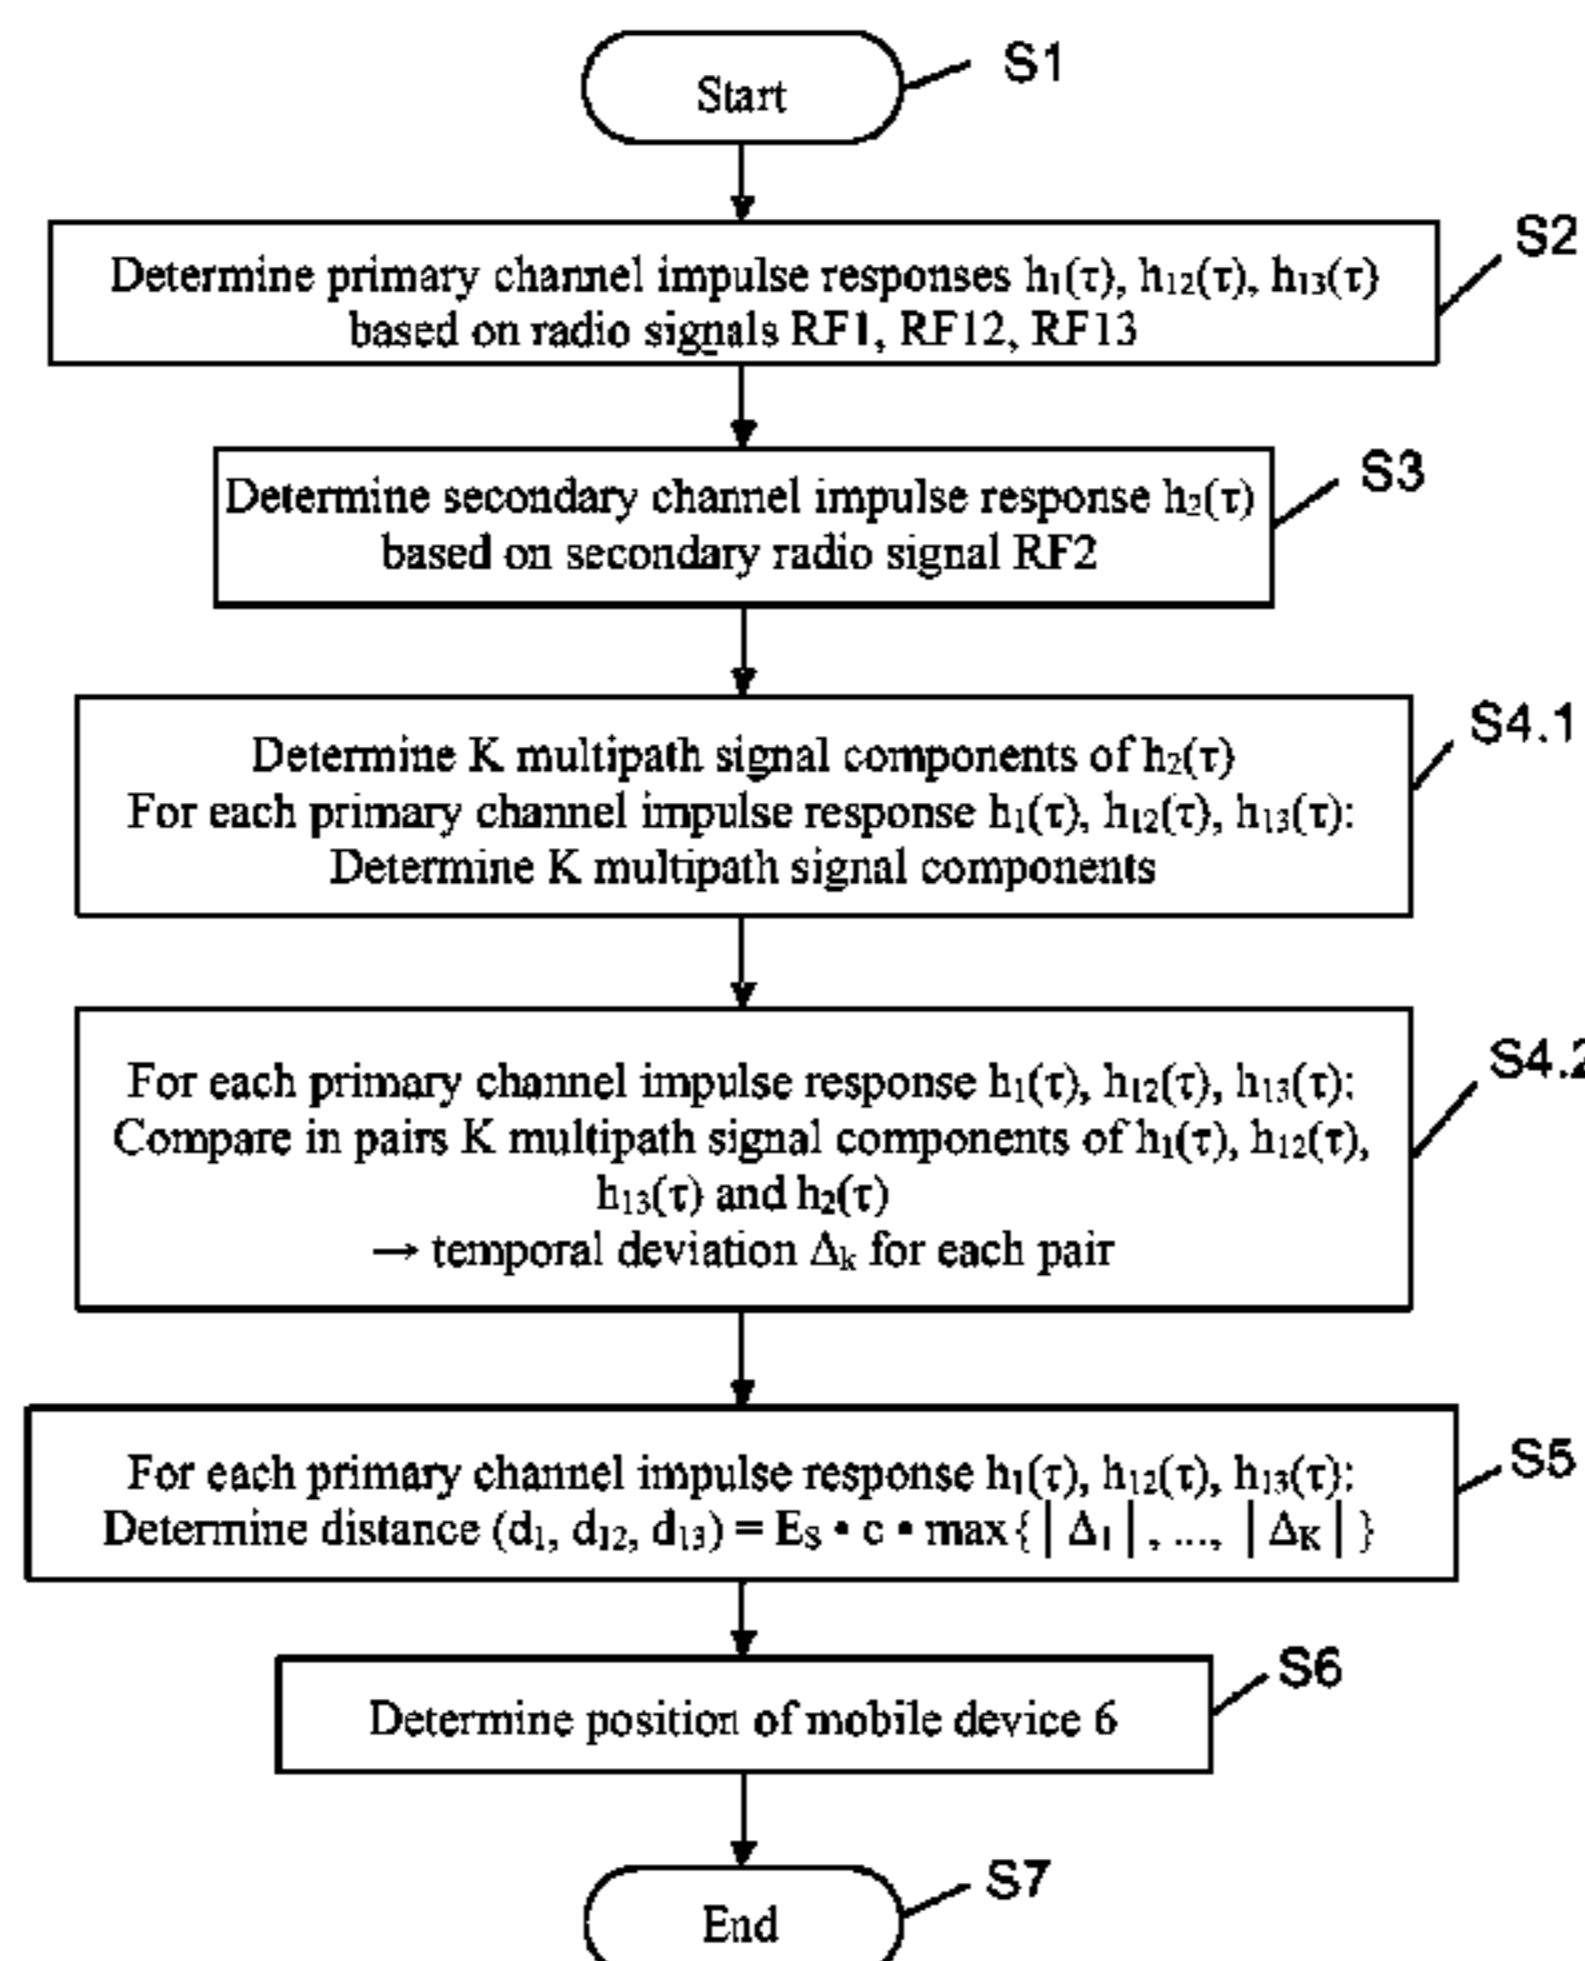 Start
S1
Determine primary channel impulse responses h₁(τ), h₁₂(τ), h₁₃(τ)
based on radio signals RF1, RF12, RF13
S2
Determine secondary channel impulse response h₂(τ)
based on secondary radio signal RF2
S3
Determine K multipath signal components of h₂(τ)
For each primary channel impulse response h₁(τ), h₁₂(τ), h₁₃(τ):
Determine K multipath signal components
S4.1
For each primary channel impulse response h₁(τ), h₁₂(τ), h₁₃(τ):
Compare in pairs K multipath signal components of h₁(τ), h₁₂(τ),
h₁₃(τ) and h₂(τ)
→ temporal deviation Δₖ for each pair
S4.2
For each primary channel impulse response h₁(τ), h₁₂(τ), h₁₃(τ):
Determine distance (d₁, d₁₂, d₁₃) = E_S • c • max{|Δ₁|, ..., |Δ_K|}
S5
Determine position of mobile device 6
S6
End
S7